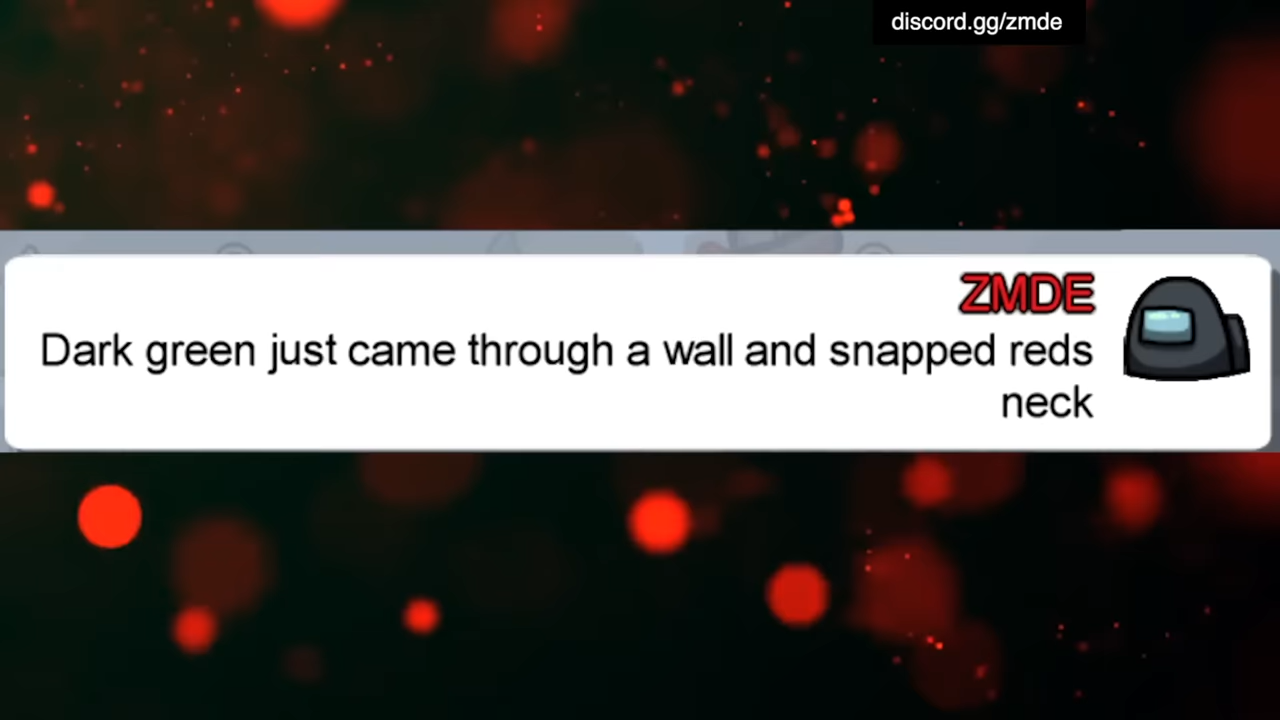 discord.gg/zmde
ZMDE
Dark green just came through a wall and snapped reds
neck